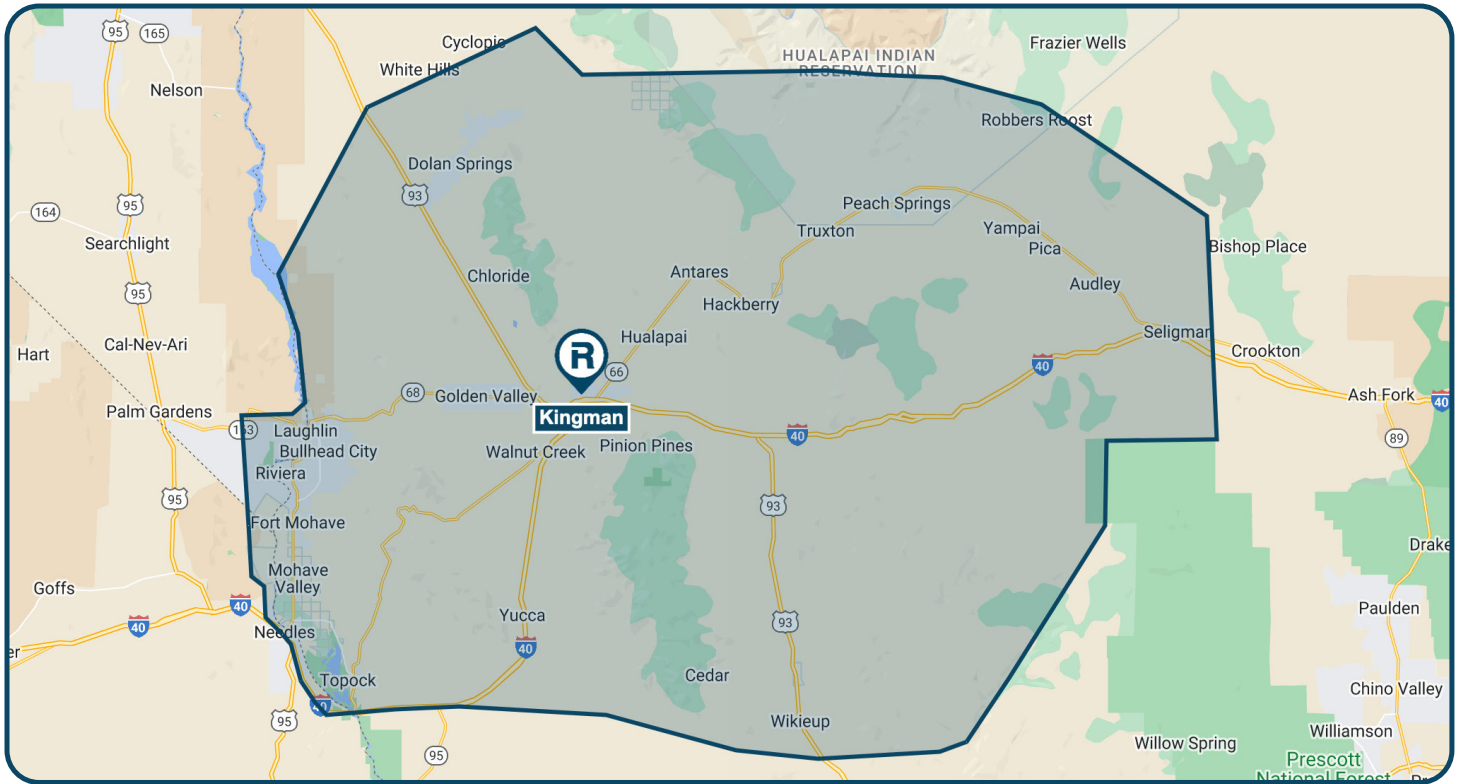 95
165
Cyclopic
Frazier Wells
HUALAPAI INDIAN
RESERVATION
White Hills
Nelson
Robbers Roost
Dolan Springs
93
164
95
Peach Springs
Searchlight
Truxton
Yampai
Pica
Bishop Place
Chloride
Antares
Audley
95
Hackberry
Seligman
Hualapai
Cal-Nev-Ari
Hart
R
Crookton
66
40
68
Golden Valley
Ash Fork
40
Palm Gardens
Kingman
163
Laughlin
40
89
Bullhead City
Walnut Creek
Pinion Pines
Riviera
95
93
Fort Mohave
Drake
Mohave
Valley
Goffs
40
Yucca
Paulden
40
93
Needles
er
40
Topock
Cedar
Chino Valley
40
95
Wikieup
Williamson
Willow Spring
95
Prescott
National Forest